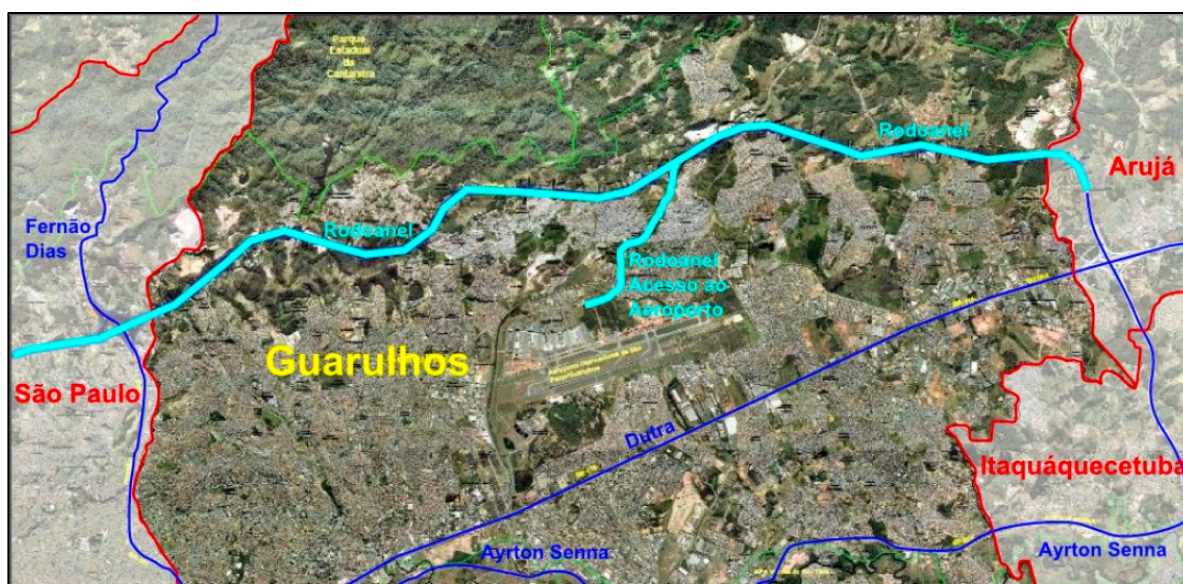 Parque
Estadual
da
Cantareira
Rodoanel
Arujá
Fernão
Dias
Rodoanel
Rodoanel
Acesso ao
Aeroporto
Guarulhos
São Paulo
Dutra
Itaquáquecetuba
Ayrton Senna
Ayrton Senna